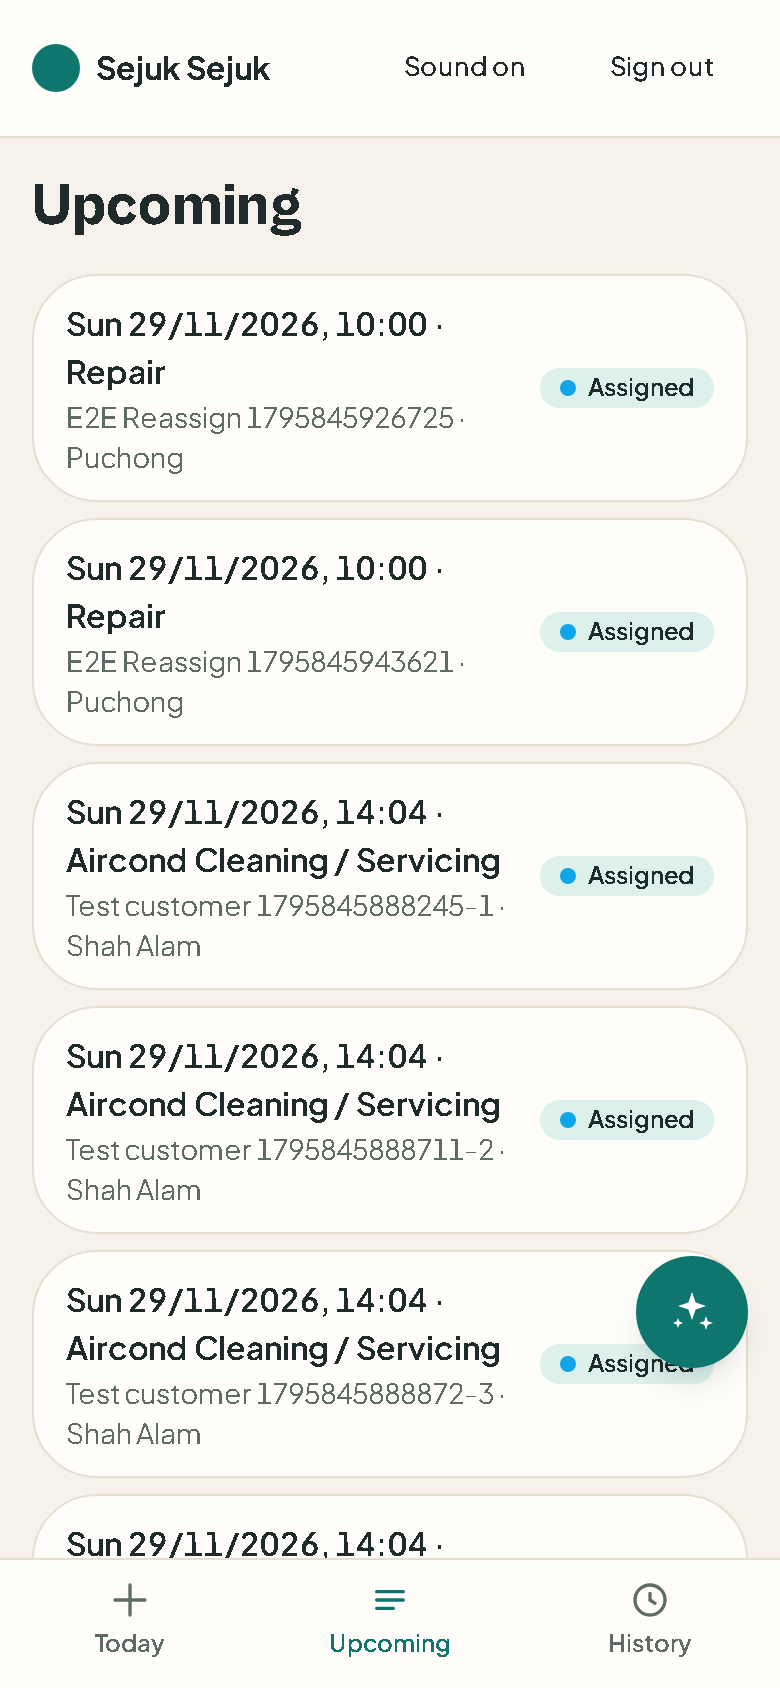 Sejuk Sejuk
Sound on
Sign out
Upcoming
Sun 29/11/2026, 10:00 ·
Repair
E2E Reassign 1795845926725 ·
Puchong
Assigned
Sun 29/11/2026, 10:00 ·
Repair
E2E Reassign 1795845943621 ·
Puchong
Assigned
Sun 29/11/2026, 14:04 ·
Aircond Cleaning / Servicing
Test customer 1795845888245-1 ·
Shah Alam
Assigned
Sun 29/11/2026, 14:04 ·
Aircond Cleaning / Servicing
Test customer 1795845888711-2 ·
Shah Alam
Assigned
Sun 29/11/2026, 14:04 ·
Aircond Cleaning / Servicing
Test customer 1795845888872-3 ·
Shah Alam
Assigned
Sun 29/11/2026, 14:04 ·
Today
Upcoming
History